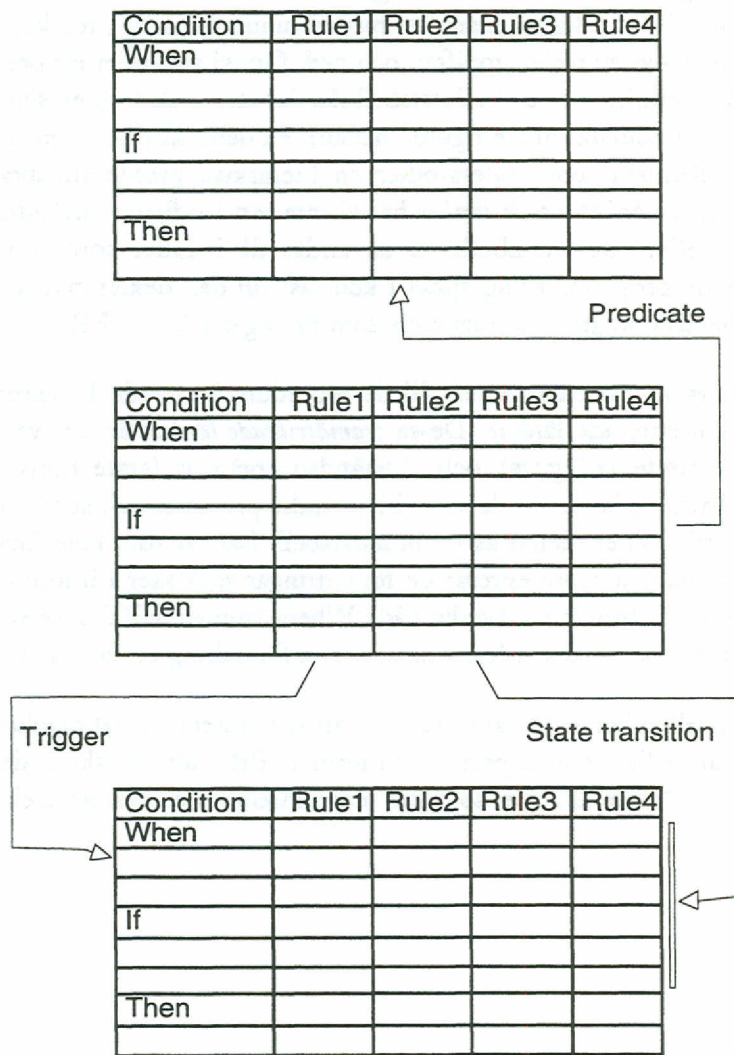 Condition Rule1 Rule2 Rule3 Rule4
When
If
Then
Predicate
Condition Rule1 Rule2 Rule3 Rule4
When
If
Then
Trigger
State transition
Condition Rule1 Rule2 Rule3 Rule4
When
If
Then